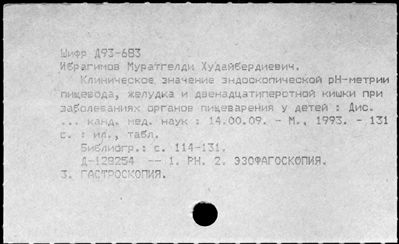 Шифр Д93-683
Ибрагимов Муратгелди Худайбердиевич.
Клиническое значение эндоскопической pH-метрии
пищевода, желудка и двенадцатиперстной кишки при
заболеваниях органов пищеварения у детей : Дис.
... канд. мед. наук : 14.00.09. - М., 1993. - 131
с. : ил., табл.
Библиогр.: с. 114-131.
Д-128254 -- 1. PH. 2. ЭЗОФАГОСКОПИЯ.
3. ГАСТРОСКОПИЯ.